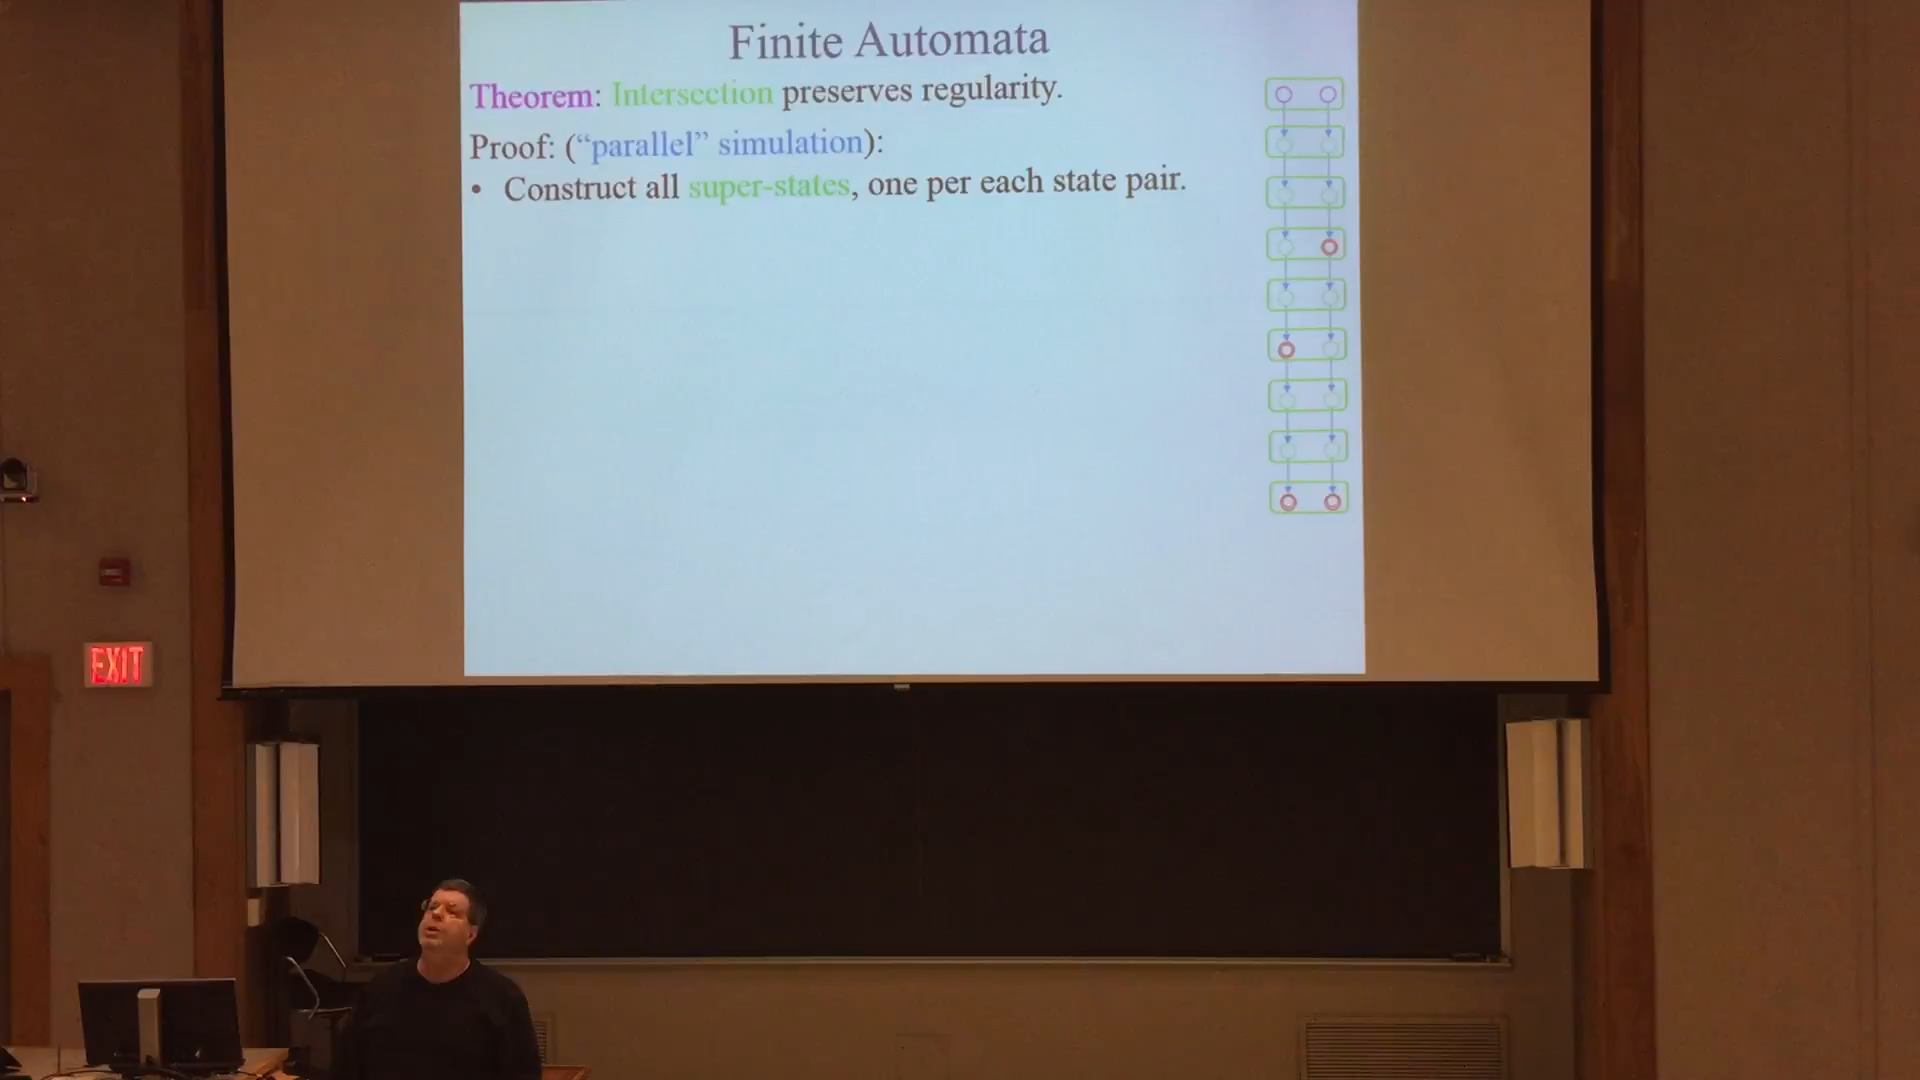 Finite Automata
Theorem: Intersection preserves regularity.
Proof: (“parallel” simulation):
• Construct all super-states, one per each state pair.
EXIT